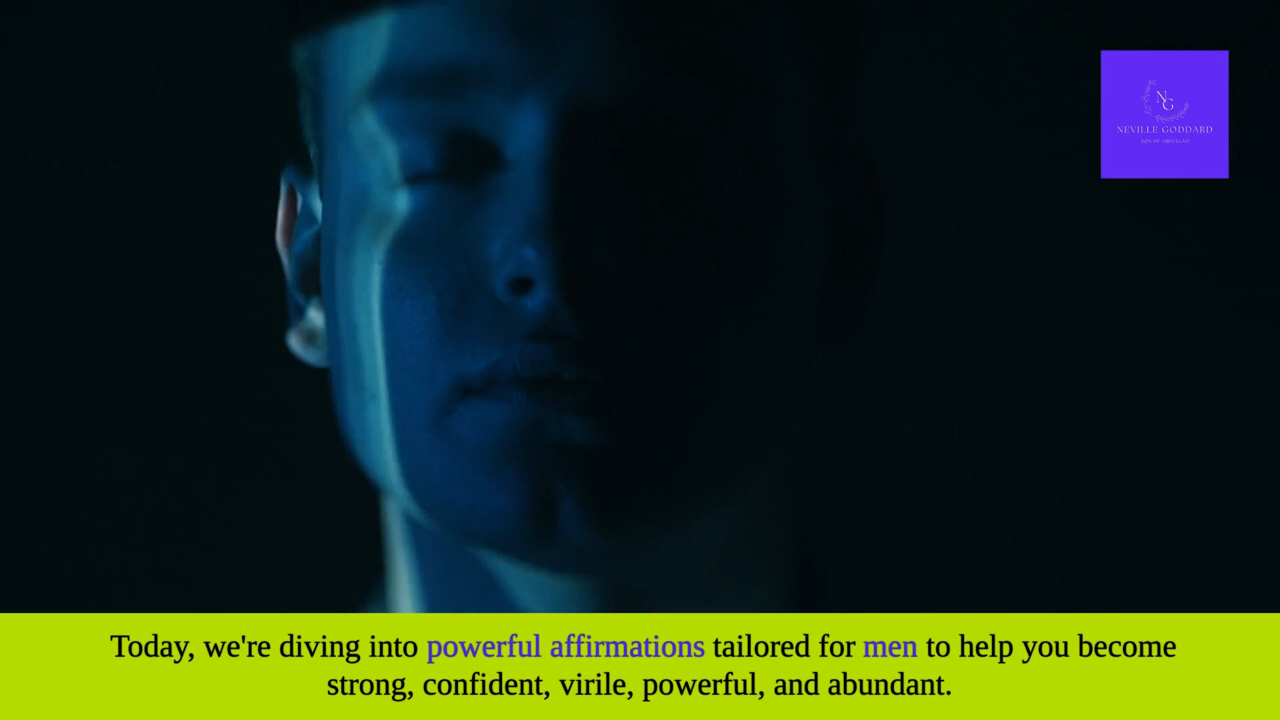 NG
NEVILLE GODDARD
Today, we're diving into powerful affirmations tailored for men to help you become
strong, confident, virile, powerful, and abundant.